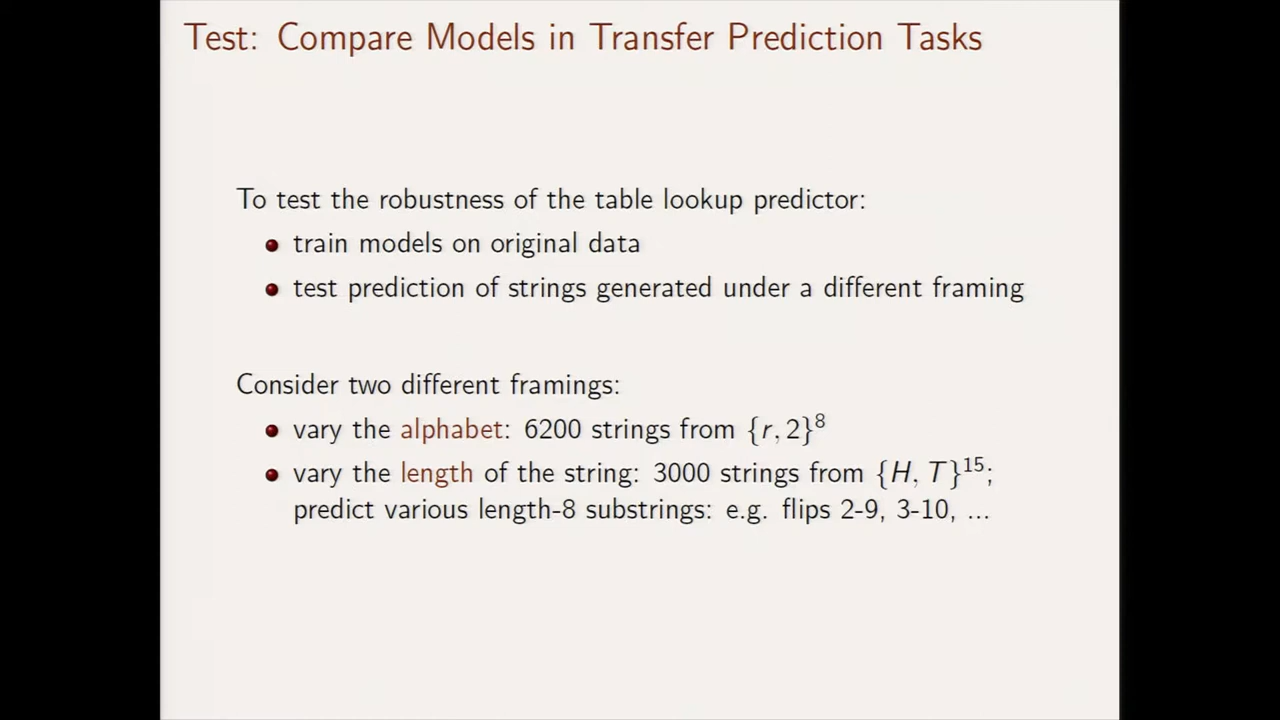 Test: Compare Models in Transfer Prediction Tasks
To test the robustness of the table lookup predictor:
train models on original data
test prediction of strings generated under a different framing
Consider two different framings:
vary the alphabet: 6200 strings from {r, 2}⁸
vary the length of the string: 3000 strings from {H, T}¹⁵;
predict various length-8 substrings: e.g. flips 2-9, 3-10, ...